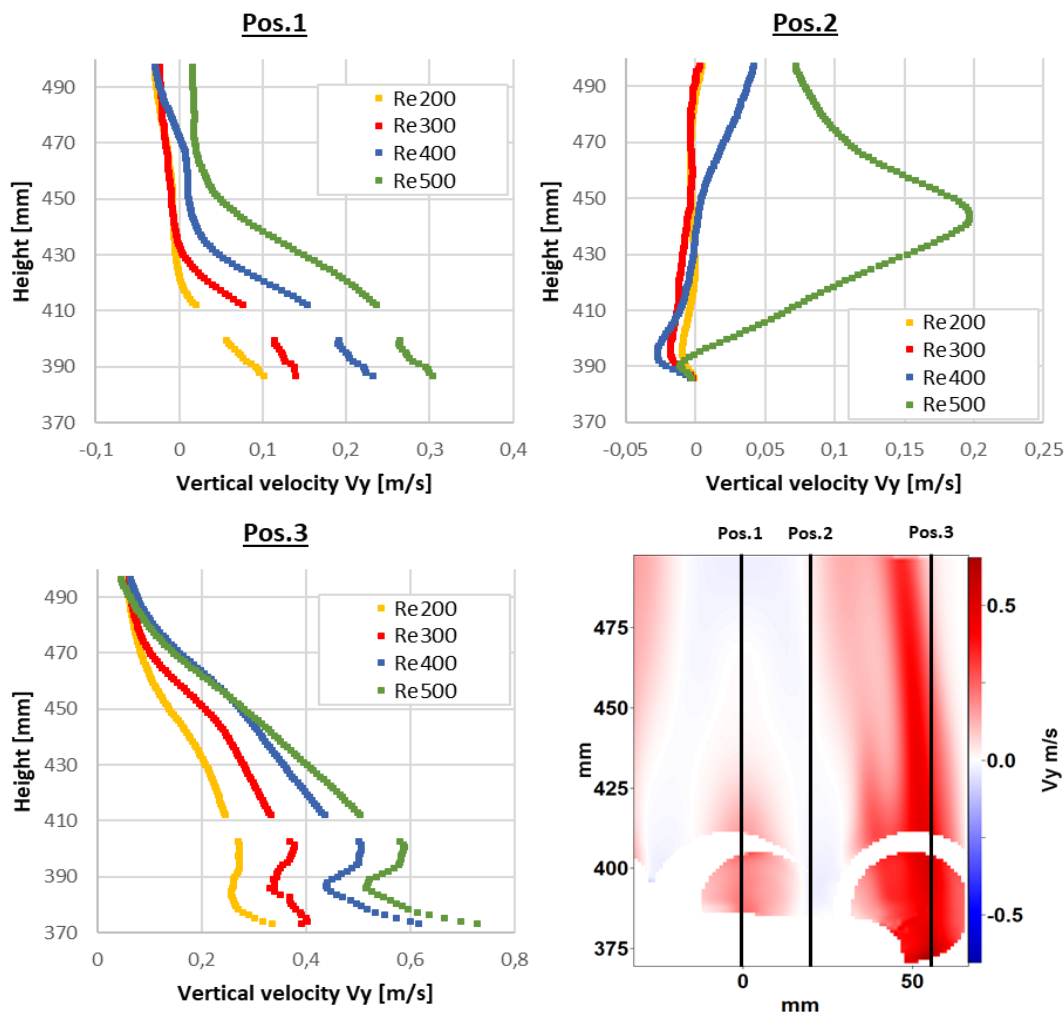 Pos.1
Height [mm]
490
470
450
430
410
390
370
-0,1 0 0,1 0,2 0,3 0,4
Vertical velocity Vy [m/s]
Re200
Re300
Re400
Re500
Pos.2
Height [mm]
490
470
450
430
410
390
370
-0,05 0 0,05 0,1 0,15 0,2 0,25
Vertical velocity Vy [m/s]
Re200
Re300
Re400
Re500
Pos.3
Height [mm]
490
470
450
430
410
390
370
0 0,2 0,4 0,6 0,8
Vertical velocity Vy [m/s]
Re200
Re300
Re400
Re500
Pos.1 Pos.2 Pos.3
mm
475
450
425
400
375
0 50
mm
0.5
0.0
-0.5
Vy m/s